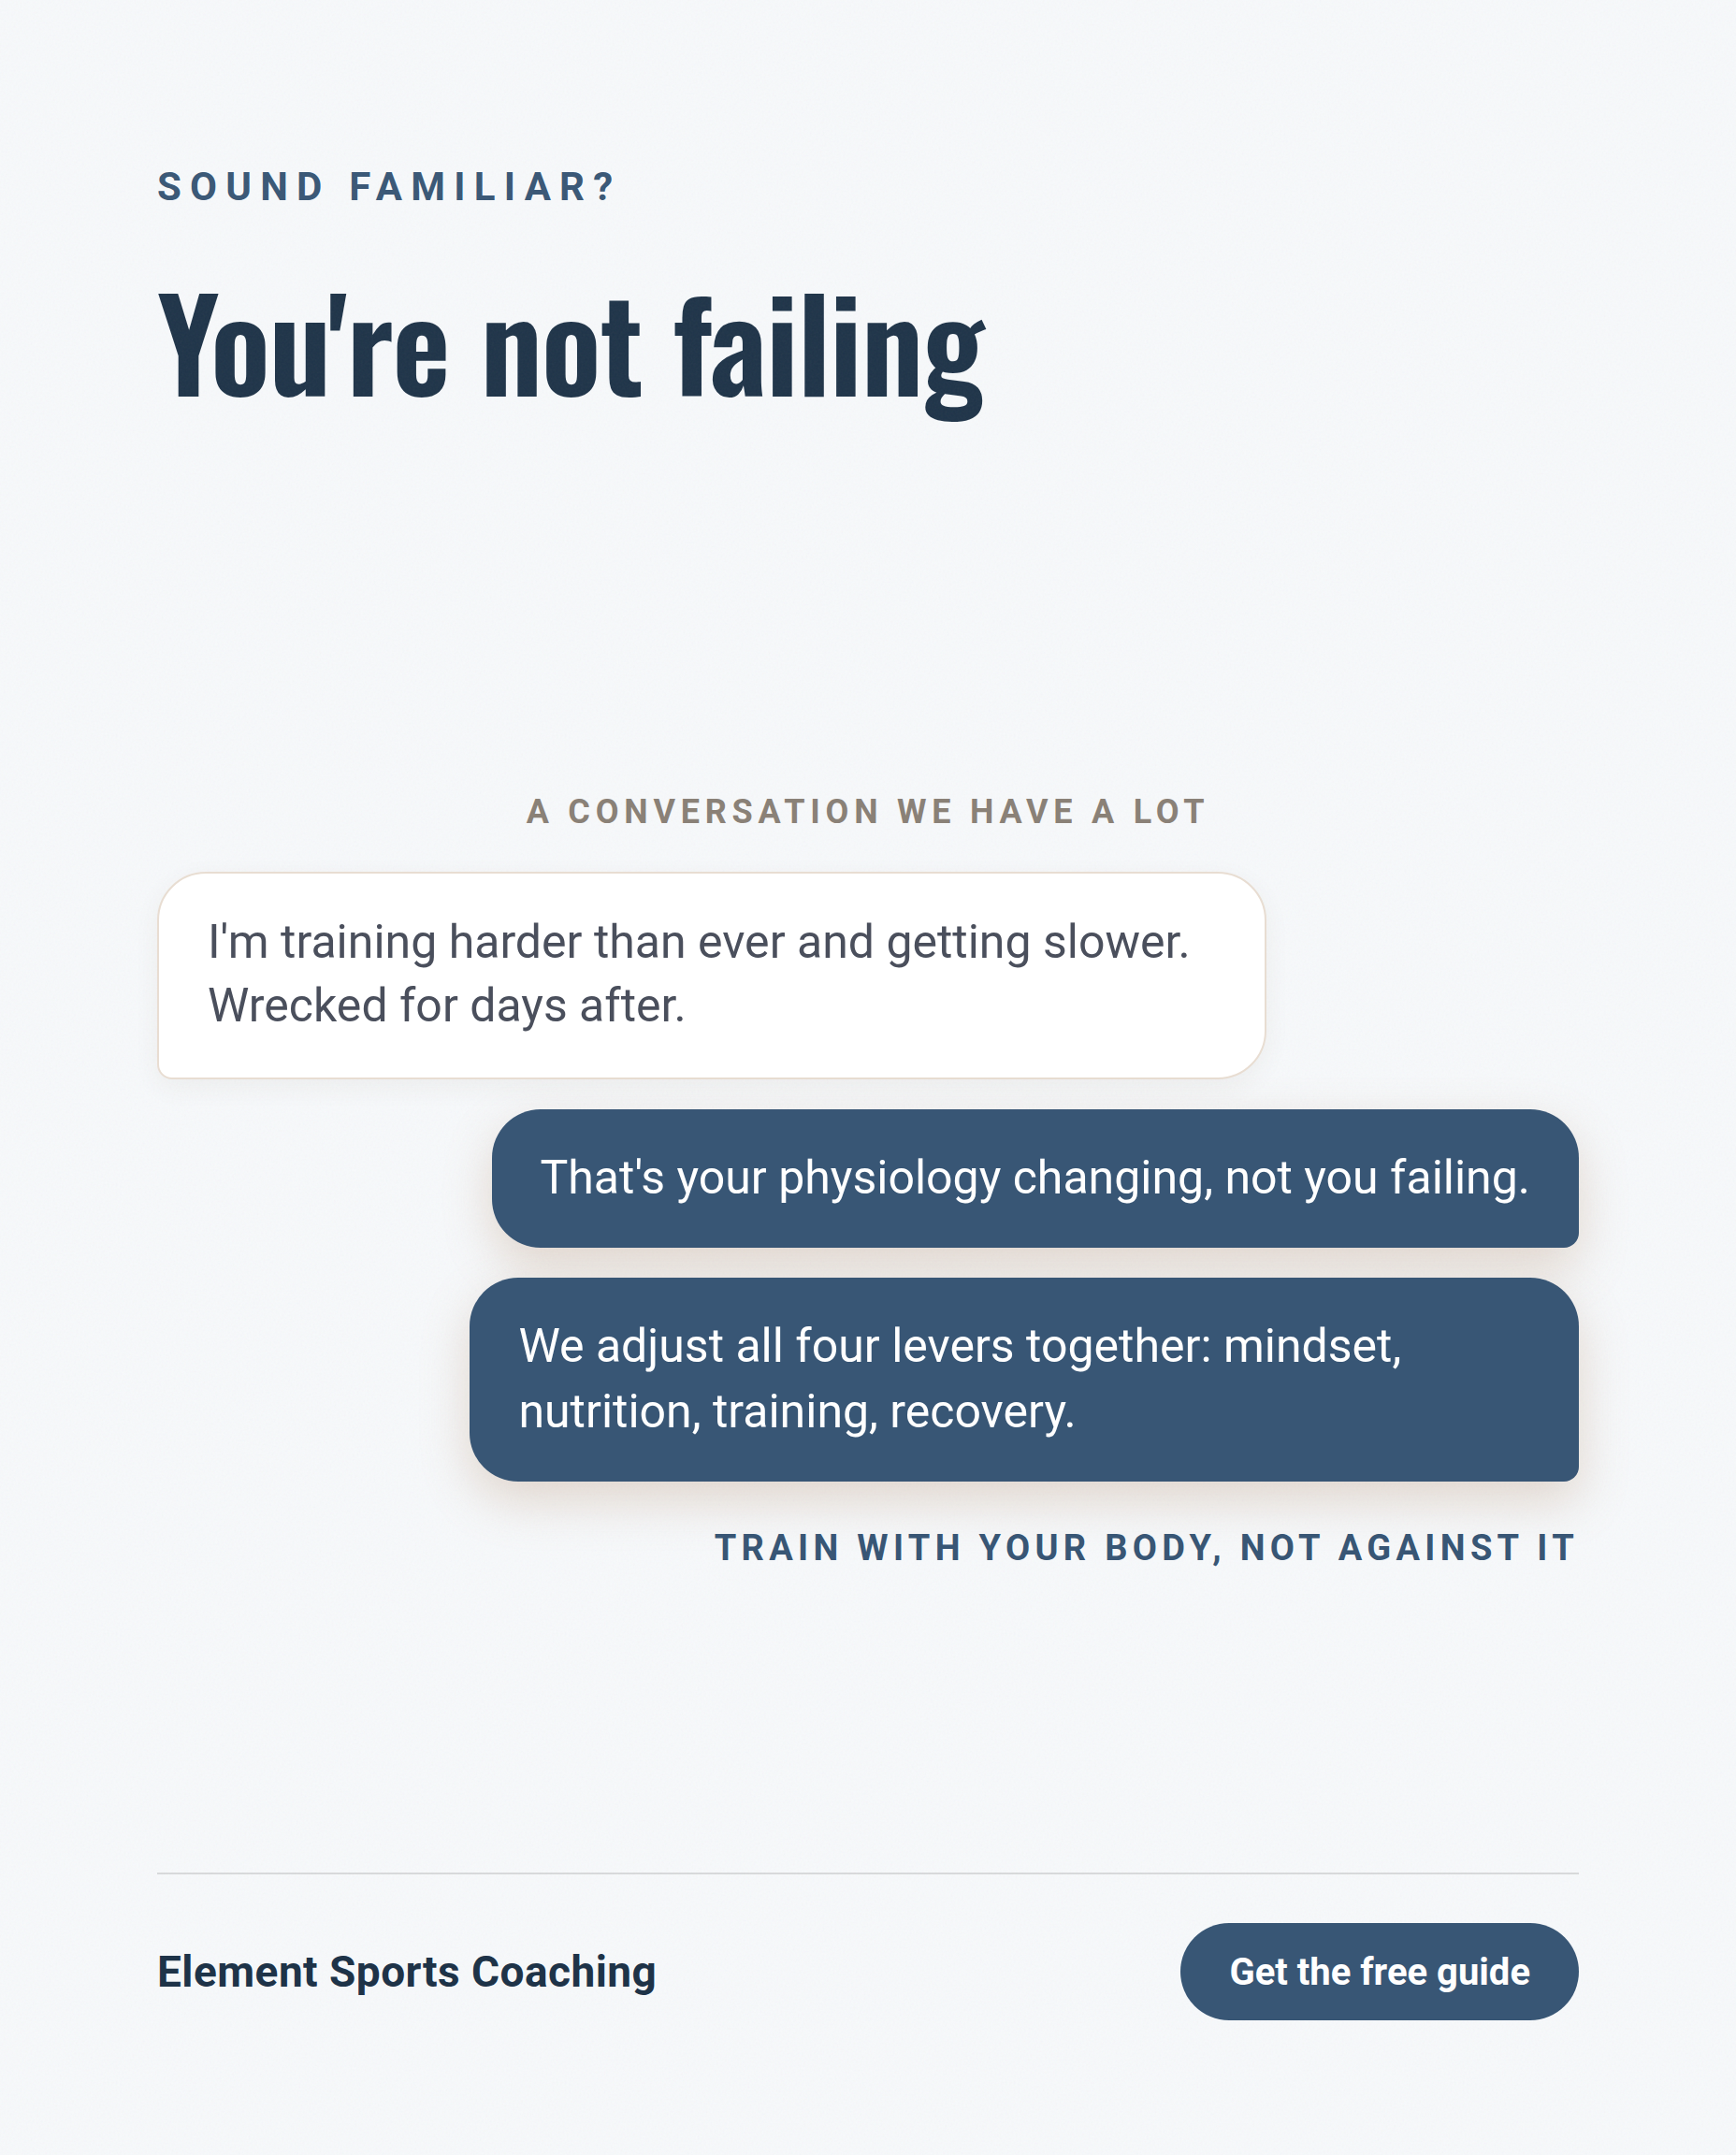 SOUND FAMILIAR?
You're not failing
A CONVERSATION WE HAVE A LOT
I'm training harder than ever and getting slower.
Wrecked for days after.
That's your physiology changing, not you failing.
We adjust all four levers together: mindset,
nutrition, training, recovery.
TRAIN WITH YOUR BODY, NOT AGAINST IT
Element Sports Coaching
Get the free guide